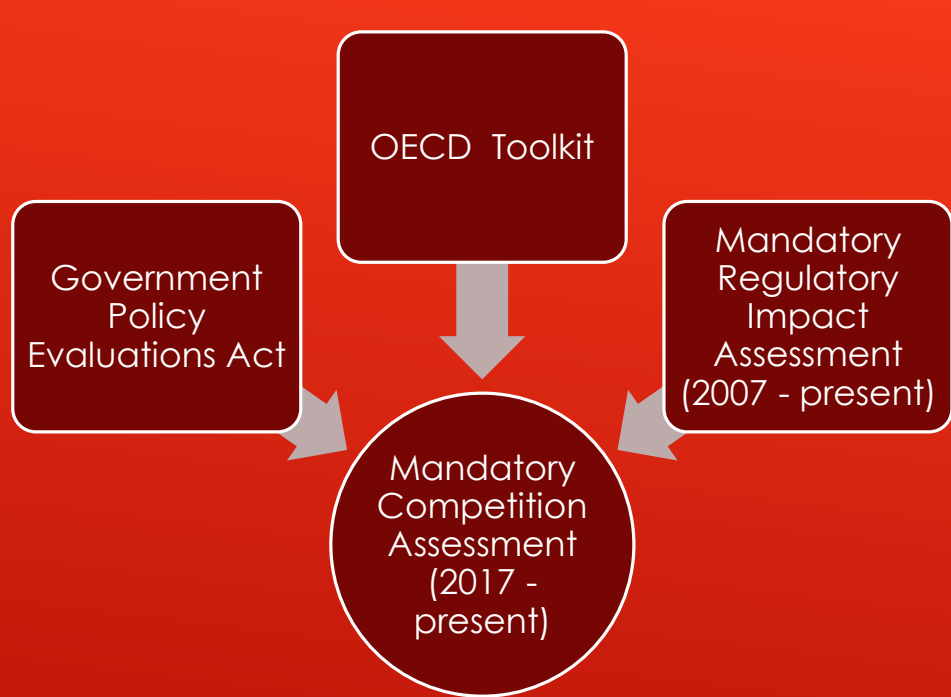 OECD  Toolkit
Government
Policy
Evaluations Act
Mandatory
Regulatory
Impact
Assessment
(2007 - present)
Mandatory
Competition
Assessment
(2017 -
present)